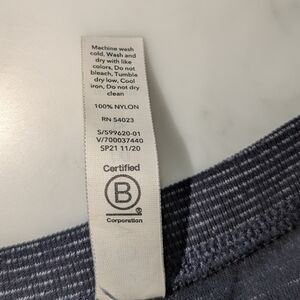 Machine wash
cold, Wash and
dry with like
colors, Do not
bleach, Tumble
dry low, Cool
iron, Do not dry
clean
100% NYLON
RN 54023
S/599620-01
V/700037440
SP21 11/20
Certified
B
Corporation